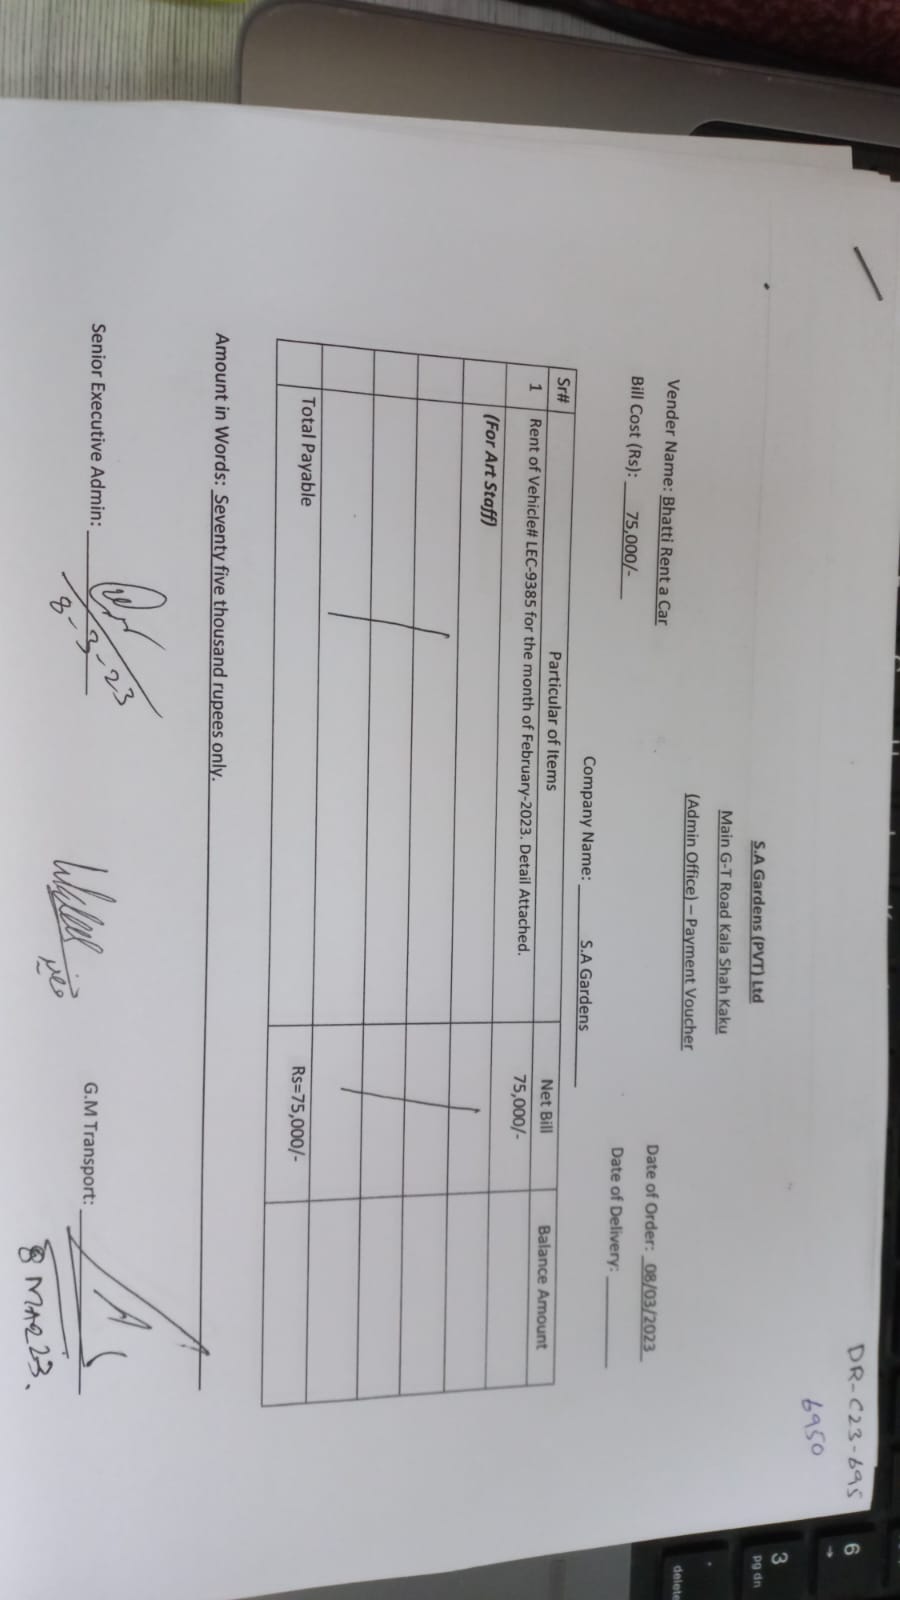 DR-C23-695
6950
S.A Gardens (PVT) Ltd
Main G-T Road Kala Shah Kaku
(Admin Office) – Payment Voucher
Vender Name: Bhatti Rent a Car
Date of Order: 08/03/2023
Bill Cost (Rs): 75,000/-
Date of Delivery:
Company Name: S.A Gardens
Sr# Particular of Items Net Bill Balance Amount
1 Rent of Vehicle# LEC-9385 for the month of February-2023. Detail Attached. 75,000/-
(For Art Staff)
Total Payable Rs=75,000/-
Amount in Words: Seventy five thousand rupees only.
Senior Executive Admin: G.M Transport:
8-3-23
8 MAR 23.
6
3
pg dn
delete